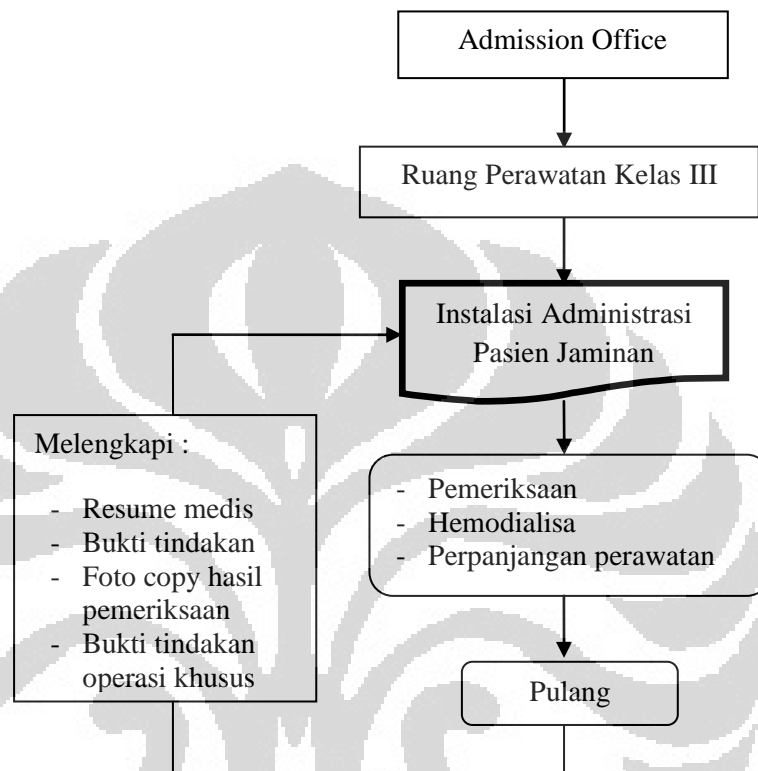 Admission Office
Ruang Perawatan Kelas III
Instalasi Administrasi
Pasien Jaminan
Melengkapi :
- Resume medis
- Bukti tindakan
- Foto copy hasil
pemeriksaan
- Bukti tindakan
operasi khusus
- Pemeriksaan
- Hemodialisa
- Perpanjangan perawatan
Pulang